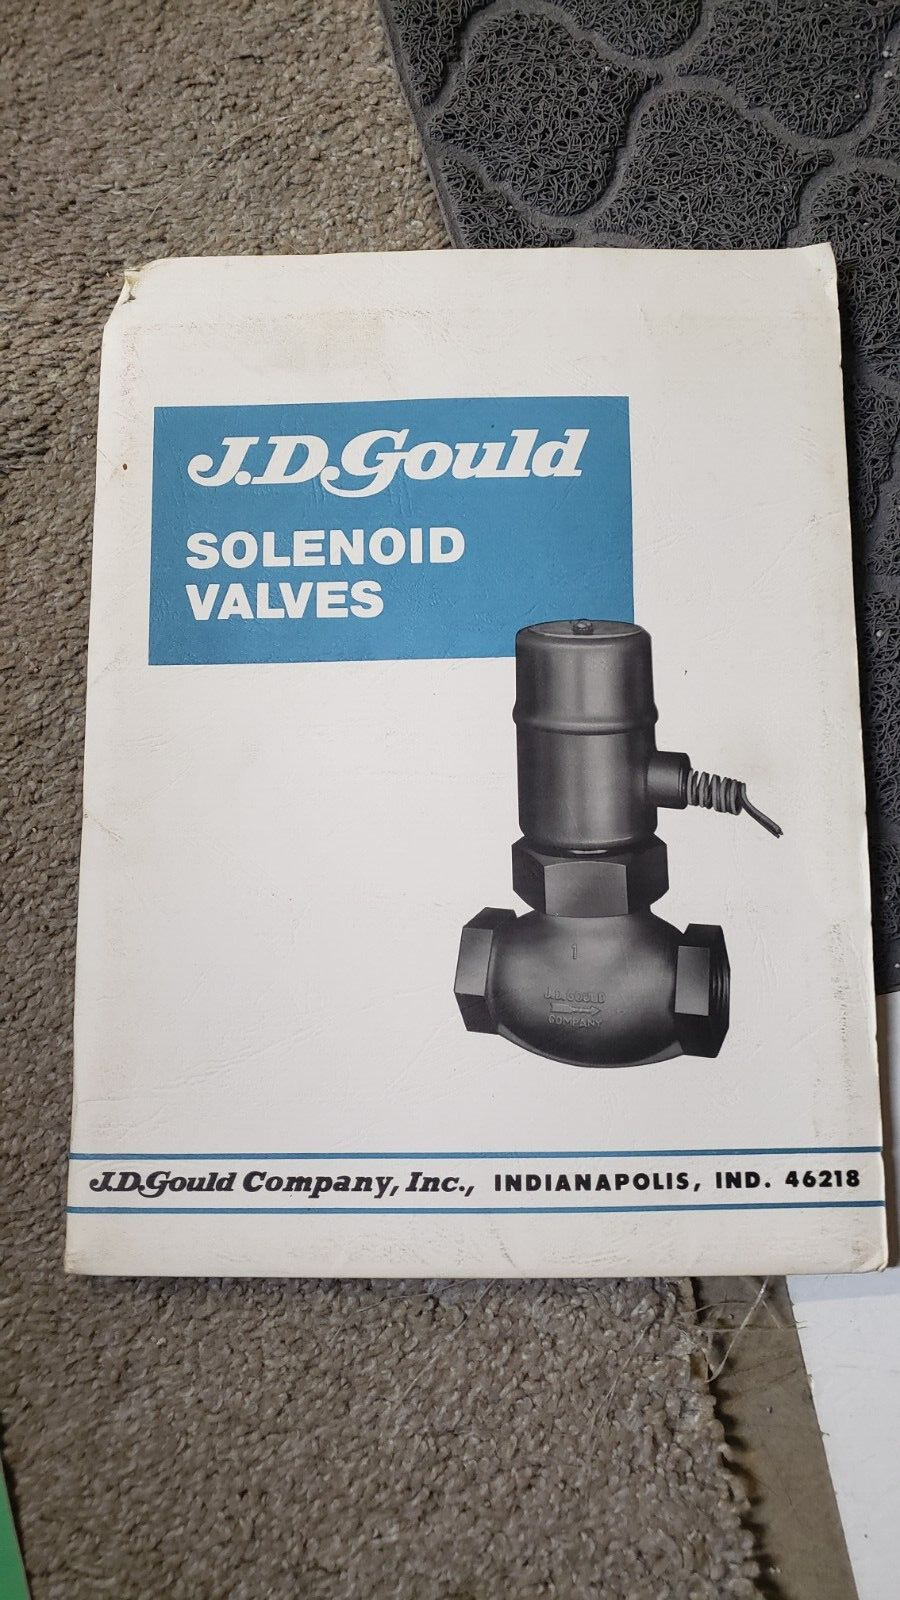 J.D.Gould
SOLENOID
VALVES
1
J.D. GOULD
COMPANY
J.D.Gould Company, Inc., INDIANAPOLIS, IND. 46218